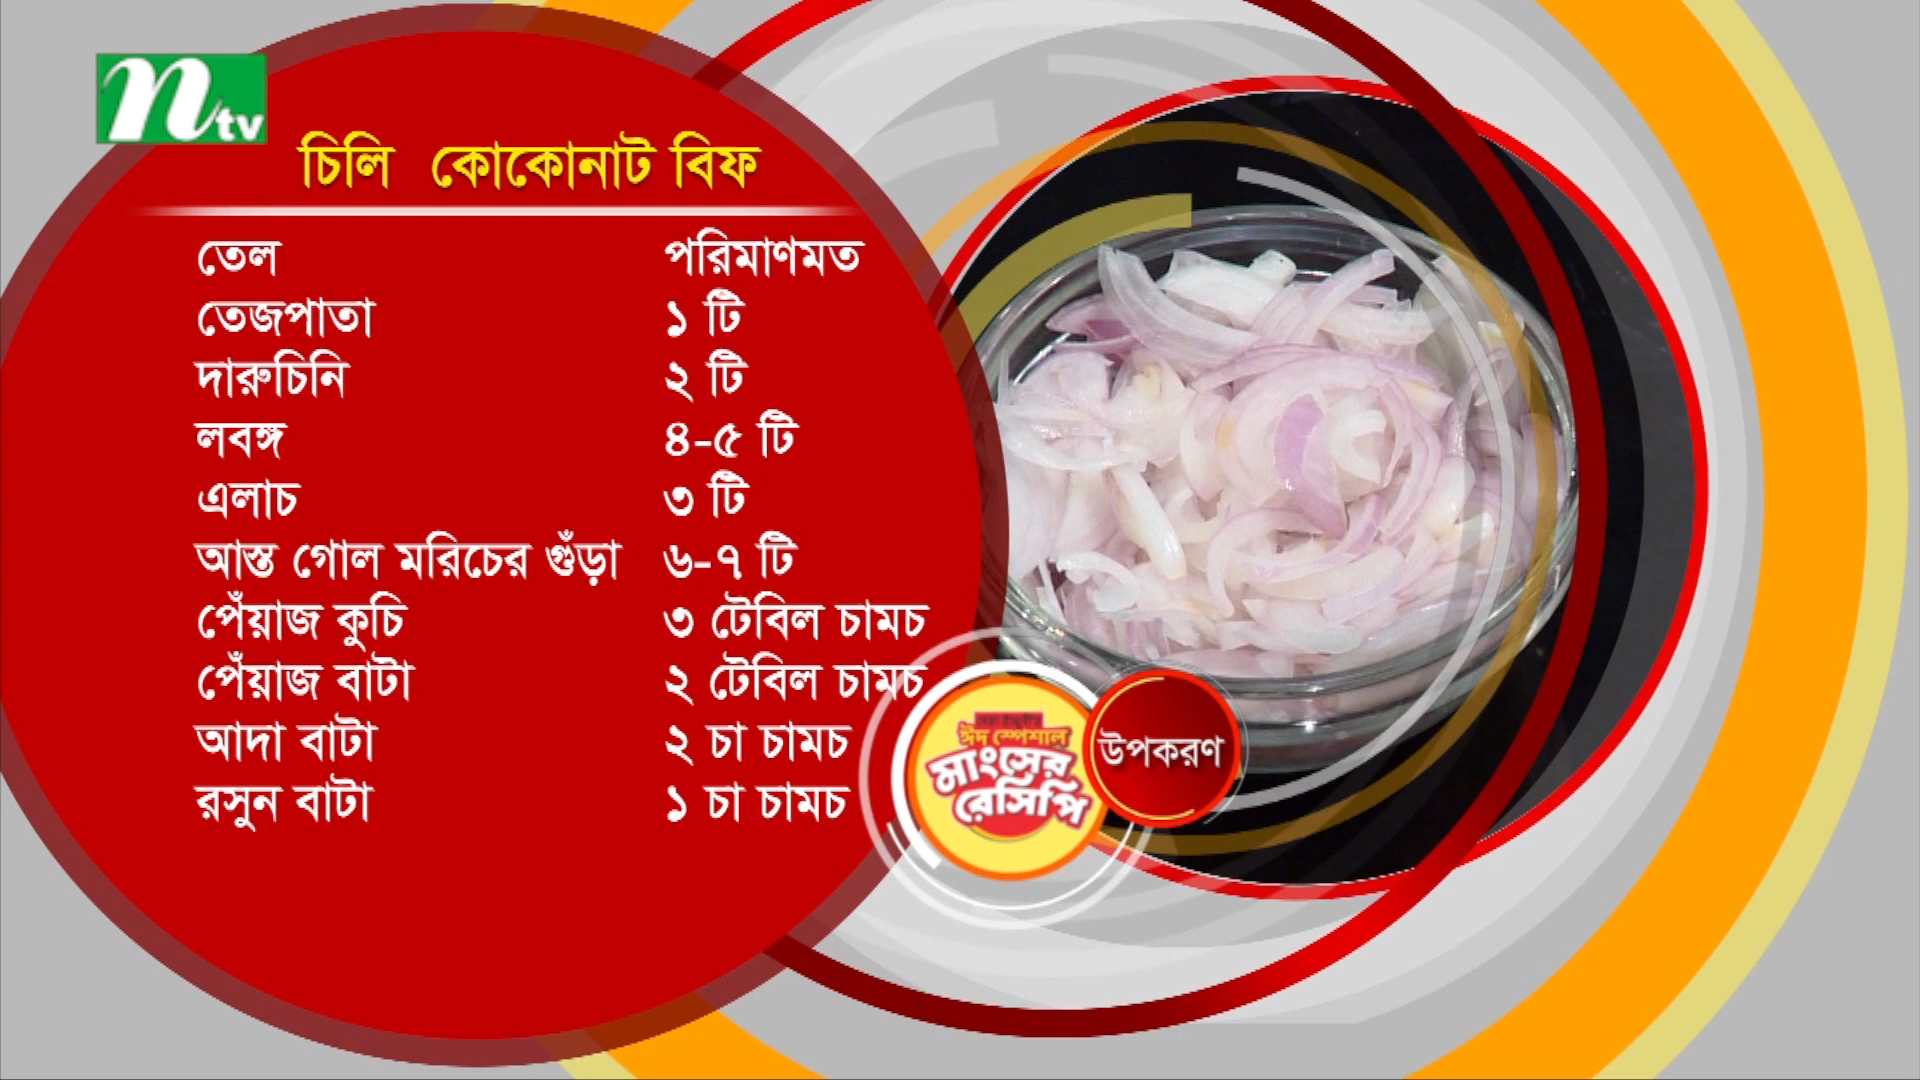 ntv
চিলি কোকোনাট বিফ
তেল পরিমাণমত
তেজপাতা ১ টি
দারুচিনি ২ টি
লবঙ্গ ৪-৫ টি
এলাচ ৩ টি
আস্ত গোল মরিচের গুঁড়া ৬-৭ টি
পেঁয়াজ কুচি ৩ টেবিল চামচ
পেঁয়াজ বাটা ২ টেবিল চামচ
আদা বাটা ২ চা চামচ
রসুন বাটা ১ চা চামচ
ঈদ স্পেশাল
মাংসের
রেসিপি
উপকরণ